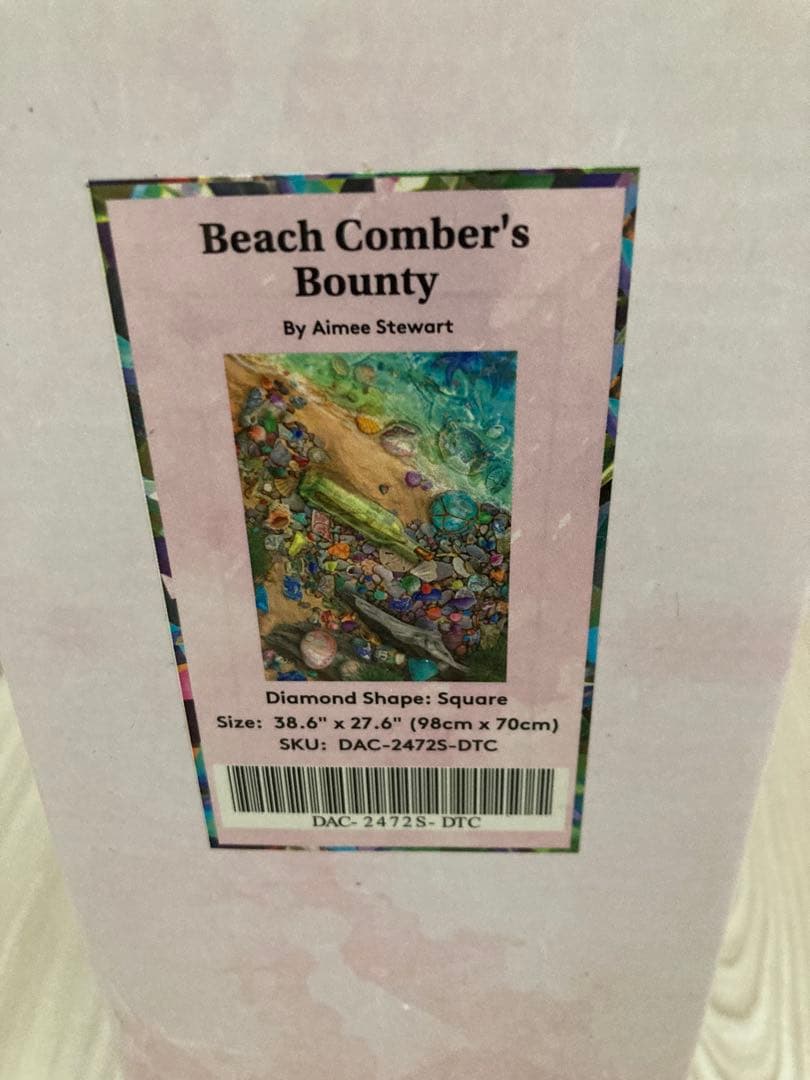 Beach Comber's
Bounty
By Aimee Stewart
Diamond Shape: Square
Size: 38.6" x 27.6" (98cm x 70cm)
SKU: DAC-2472S-DTC
DAC- 2472S- DTC